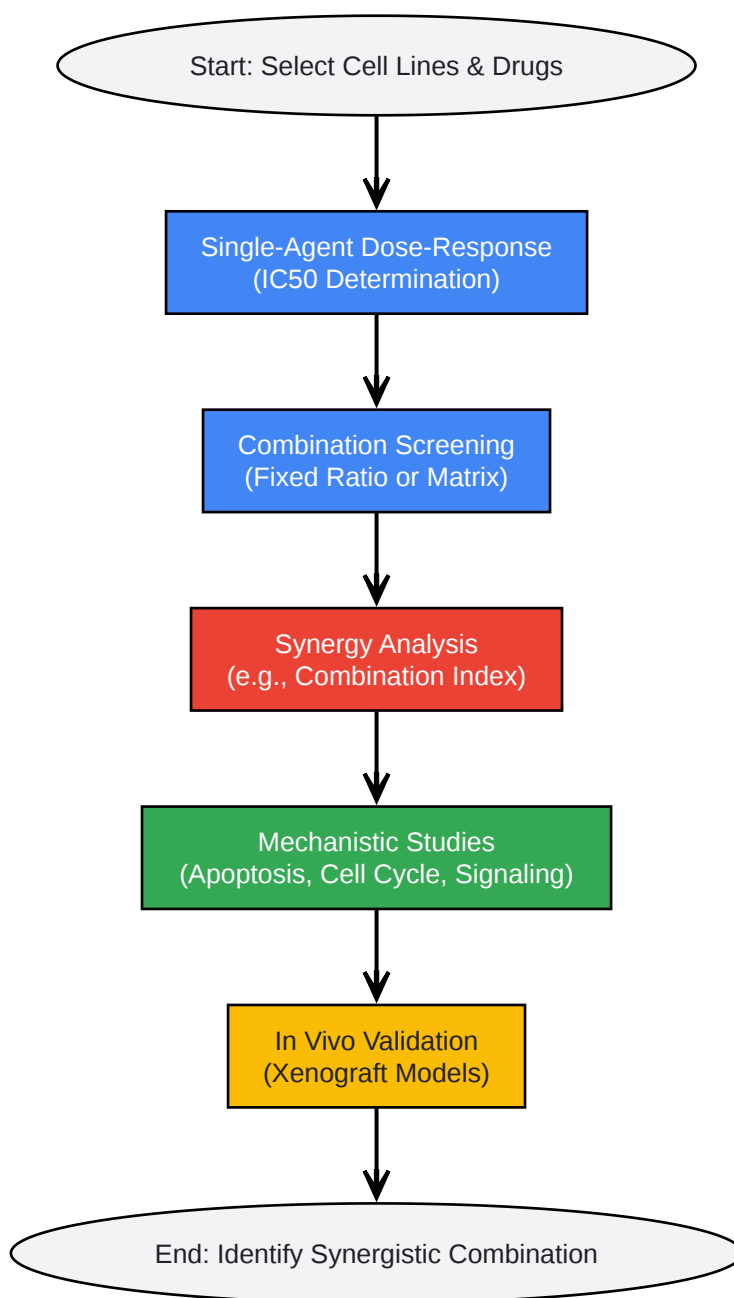 Start: Select Cell Lines & Drugs
Single-Agent Dose-Response
(IC50 Determination)
Combination Screening
(Fixed Ratio or Matrix)
Synergy Analysis
(e.g., Combination Index)
Mechanistic Studies
(Apoptosis, Cell Cycle, Signaling)
In Vivo Validation
(Xenograft Models)
End: Identify Synergistic Combination